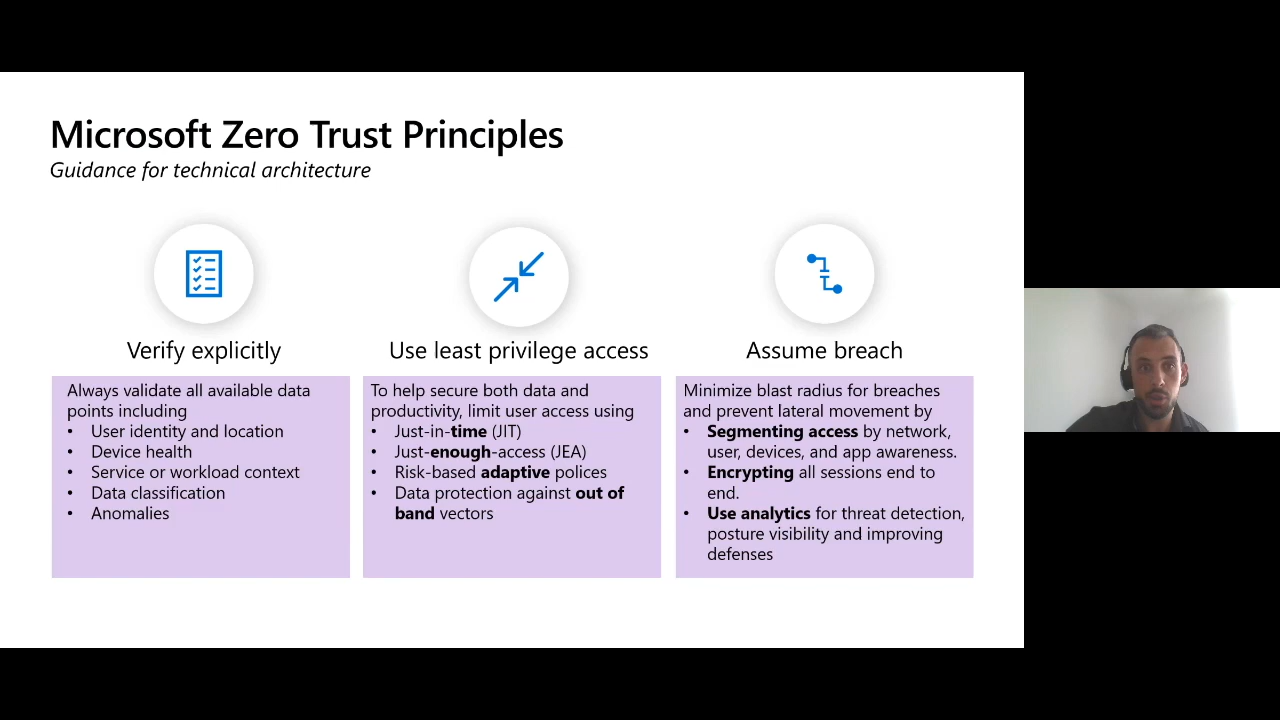 Microsoft Zero Trust Principles
Guidance for technical architecture
Verify explicitly
Always validate all available data
points including
• User identity and location
• Device health
• Service or workload context
• Data classification
• Anomalies
Use least privilege access
To help secure both data and
productivity, limit user access using
• Just-in-time (JIT)
• Just-enough-access (JEA)
• Risk-based adaptive polices
• Data protection against out of
band vectors
Assume breach
Minimize blast radius for breaches
and prevent lateral movement by
• Segmenting access by network,
user, devices, and app awareness.
• Encrypting all sessions end to
end.
• Use analytics for threat detection,
posture visibility and improving
defenses